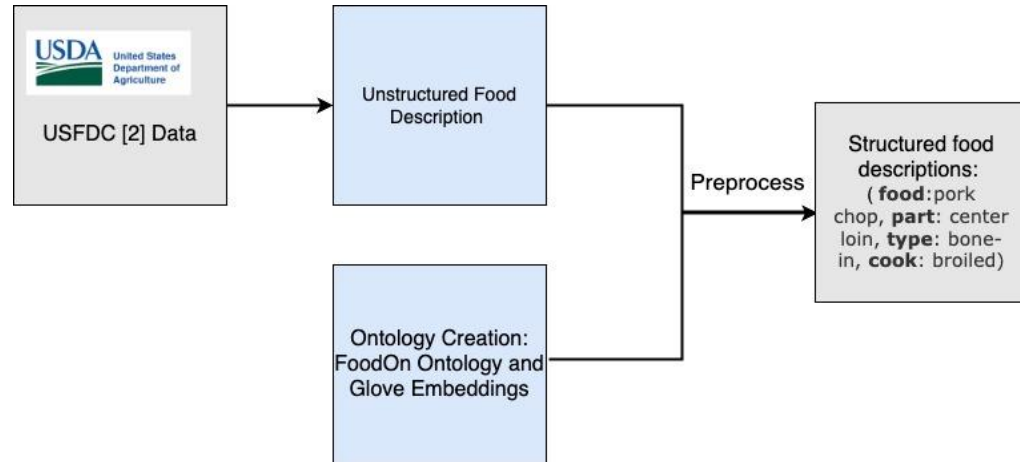 USDA
United States
Department of
Agriculture
USFDC [2] Data
Unstructured Food
Description
Preprocess
Structured food
descriptions:
( food:pork
chop, part: center
loin, type: bone-
in, cook: broiled)
Ontology Creation:
FoodOn Ontology and
Glove Embeddings